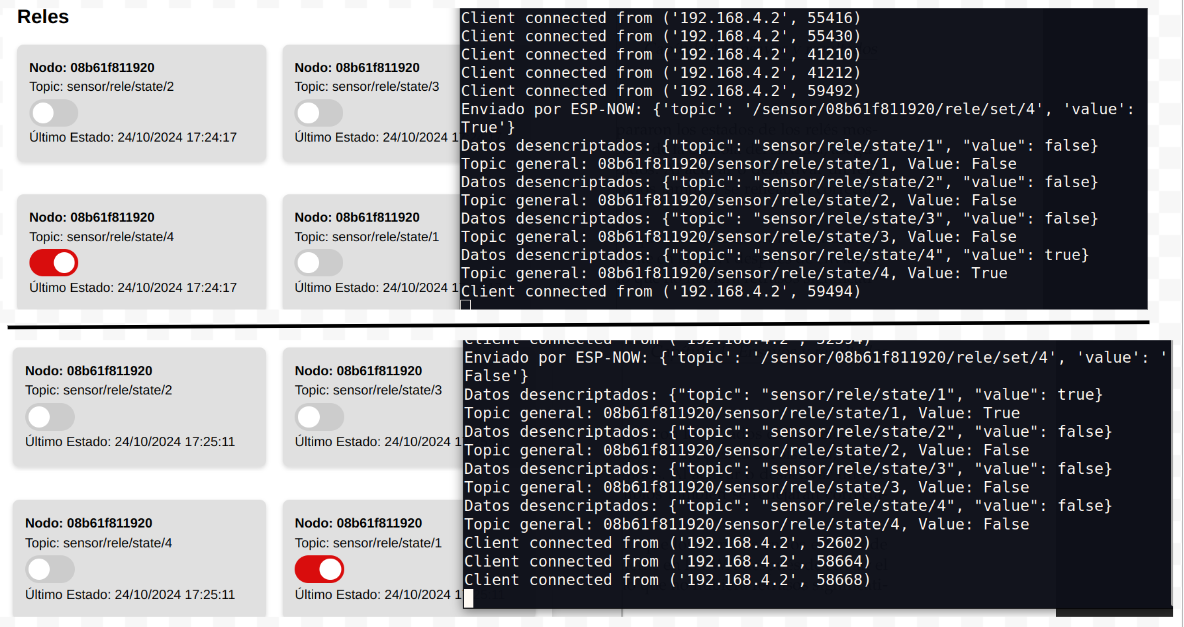 Reles
Nodo: 08b61f811920
Topic: sensor/rele/state/2
Último Estado: 24/10/2024 17:24:17
Nodo: 08b61f811920
Topic: sensor/rele/state/3
Último Estado: 24/10/2024 1
Nodo: 08b61f811920
Topic: sensor/rele/state/4
Último Estado: 24/10/2024 17:24:17
Nodo: 08b61f811920
Topic: sensor/rele/state/1
Último Estado: 24/10/2024 1
Client connected from ('192.168.4.2', 55416)
Client connected from ('192.168.4.2', 55430)
Client connected from ('192.168.4.2', 41210)
Client connected from ('192.168.4.2', 41212)
Client connected from ('192.168.4.2', 59492)
Enviado por ESP-NOW: {'topic': '/sensor/08b61f811920/rele/set/4', 'value': '
True'}
Datos desencriptados: {"topic": "sensor/rele/state/1", "value": false}
Topic general: 08b61f811920/sensor/rele/state/1, Value: False
Datos desencriptados: {"topic": "sensor/rele/state/2", "value": false}
Topic general: 08b61f811920/sensor/rele/state/2, Value: False
Datos desencriptados: {"topic": "sensor/rele/state/3", "value": false}
Topic general: 08b61f811920/sensor/rele/state/3, Value: False
Datos desencriptados: {"topic": "sensor/rele/state/4", "value": true}
Topic general: 08b61f811920/sensor/rele/state/4, Value: True
Client connected from ('192.168.4.2', 59494)
Nodo: 08b61f811920
Topic: sensor/rele/state/2
Último Estado: 24/10/2024 17:25:11
Nodo: 08b61f811920
Topic: sensor/rele/state/3
Último Estado: 24/10/2024 1
Nodo: 08b61f811920
Topic: sensor/rele/state/4
Último Estado: 24/10/2024 17:25:11
Nodo: 08b61f811920
Topic: sensor/rele/state/1
Último Estado: 24/10/2024 1
Client connected from ('192.168.4.2', 52594)
Enviado por ESP-NOW: {'topic': '/sensor/08b61f811920/rele/set/4', 'value': '
False'}
Datos desencriptados: {"topic": "sensor/rele/state/1", "value": true}
Topic general: 08b61f811920/sensor/rele/state/1, Value: True
Datos desencriptados: {"topic": "sensor/rele/state/2", "value": false}
Topic general: 08b61f811920/sensor/rele/state/2, Value: False
Datos desencriptados: {"topic": "sensor/rele/state/3", "value": false}
Topic general: 08b61f811920/sensor/rele/state/3, Value: False
Datos desencriptados: {"topic": "sensor/rele/state/4", "value": false}
Topic general: 08b61f811920/sensor/rele/state/4, Value: False
Client connected from ('192.168.4.2', 52602)
Client connected from ('192.168.4.2', 58664)
Client connected from ('192.168.4.2', 58668)